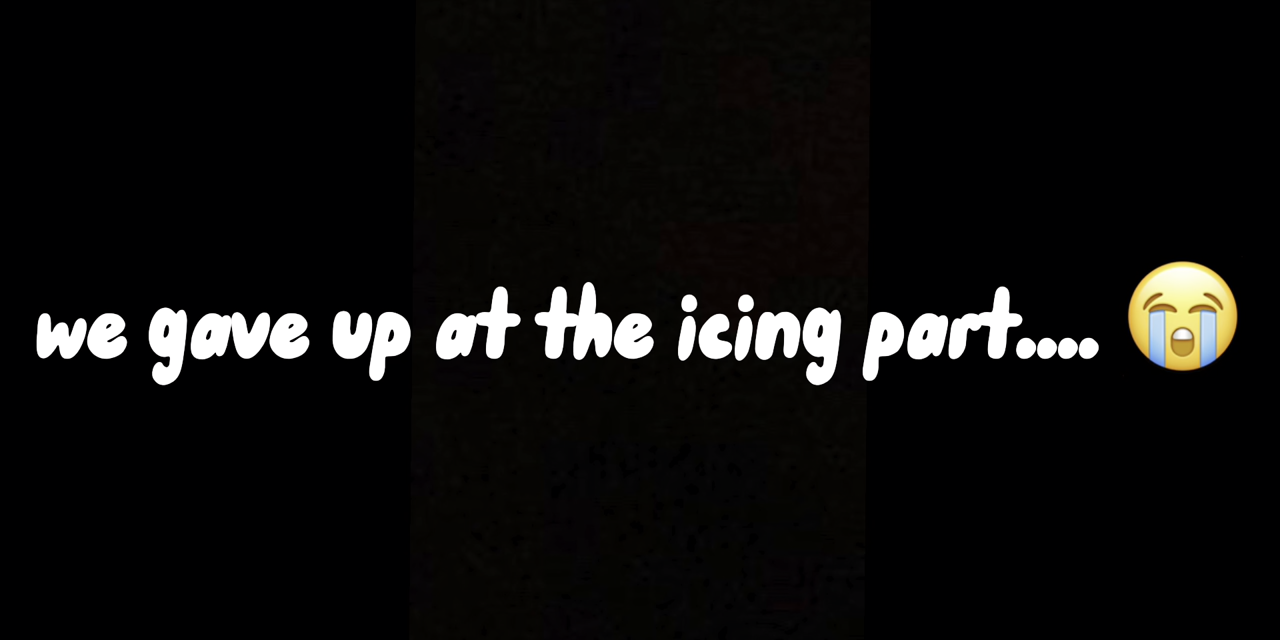 we gave up at the icing part.... 😭